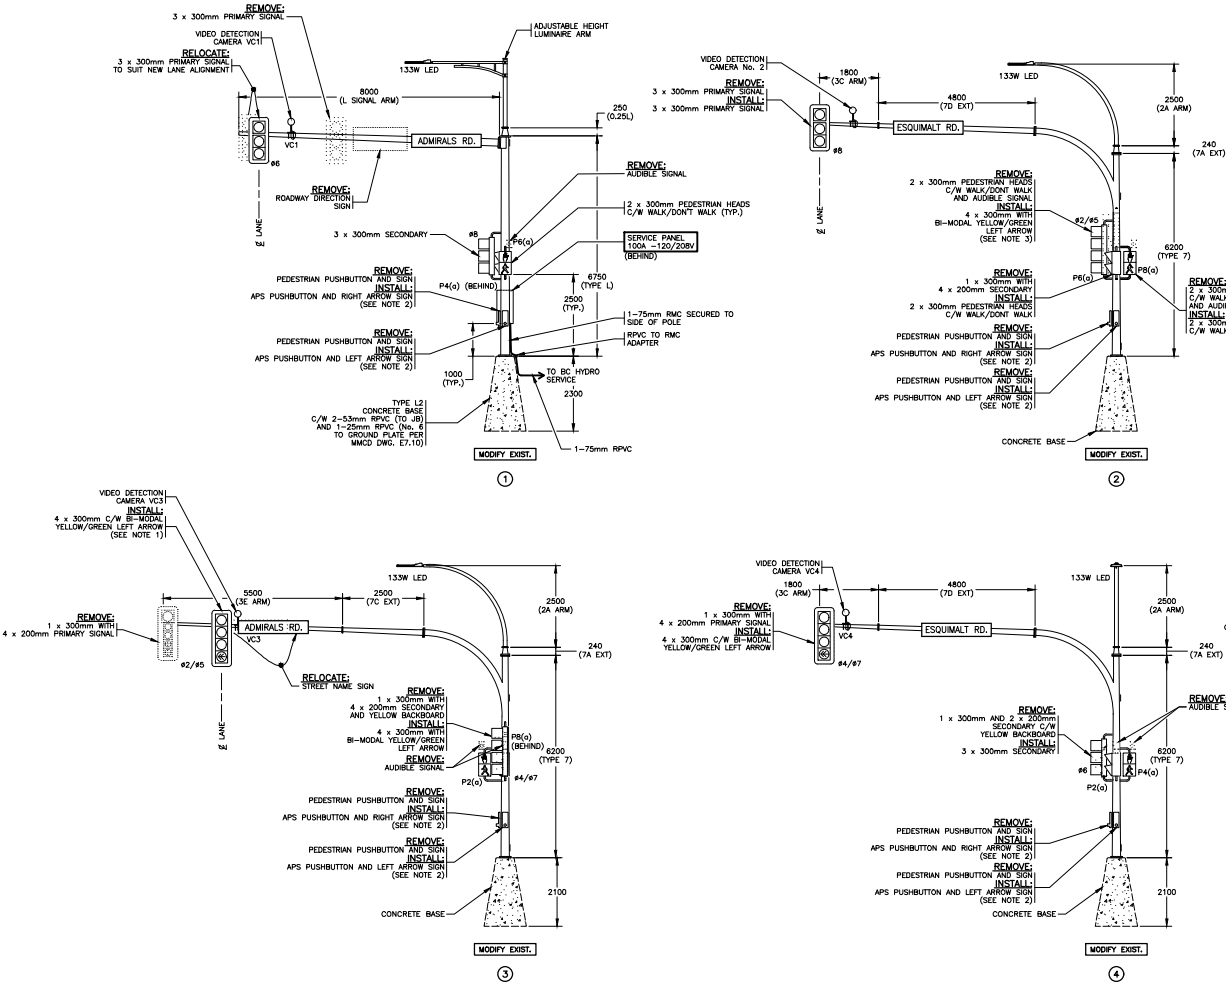 REMOVE:
3 x 300mm PRIMARY SIGNAL
VIDEO DETECTION
CAMERA VC1
RELOCATE:
3 x 300mm PRIMARY SIGNAL
TO SUIT NEW LANE ALIGNMENT
ADJUSTABLE HEIGHT
LUMINAIRE ARM
133W LED
8000
(L SIGNAL ARM)
250
(0.25L)
VC1
ADMIRALS RD.
ø6
REMOVE:
ROADWAY DIRECTION
SIGN
LANE
REMOVE:
AUDIBLE SIGNAL
2 x 300mm PEDESTRIAN HEADS
C/W WALK/DON'T WALK (TYP.)
3 x 300mm SECONDARY
ø8
P6(a)
SERVICE PANEL
100A -120/208V
(BEHIND)
P4(a) (BEHIND)
REMOVE:
PEDESTRIAN PUSHBUTTON AND SIGN
INSTALL:
APS PUSHBUTTON AND RIGHT ARROW SIGN
(SEE NOTE 2)
6750
(TYPE L)
2500
(TYP.)
1-75mm RMC SECURED TO
SIDE OF POLE
REMOVE:
PEDESTRIAN PUSHBUTTON AND SIGN
INSTALL:
APS PUSHBUTTON AND LEFT ARROW SIGN
(SEE NOTE 2)
RPVC TO RMC
ADAPTER
1000
(TYP.)
TO BC HYDRO
SERVICE
2300
TYPE L2
CONCRETE BASE
C/W 2-53mm RPVC (TO JB)
AND 1-25mm RPVC (No. 6
TO GROUND PLATE PER
MMCD DWG. E7.10)
1-75mm RPVC
MODIFY EXIST.
1
VIDEO DETECTION
CAMERA No. 2
REMOVE:
3 x 300mm PRIMARY SIGNAL
INSTALL:
3 x 300mm PRIMARY SIGNAL
1800
(3C ARM)
4800
(7D EXT)
133W LED
2500
(2A ARM)
ESQUIMALT RD.
ø8
240
(7A EXT)
LANE
REMOVE:
2 x 300mm PEDESTRIAN HEADS
C/W WALK/DONT WALK
AND AUDIBLE SIGNAL
INSTALL:
4 x 300mm WITH
BI-MODAL YELLOW/GREEN
LEFT ARROW
(SEE NOTE 3)
ø2/ø5
6200
(TYPE 7)
P6(a)
P8(a)
REMOVE:
1 x 300mm WITH
4 x 200mm SECONDARY
INSTALL:
2 x 300mm PEDESTRIAN HEADS
C/W WALK/DONT WALK
REMOVE:
2 x 300m
C/W WALK
AND AUDI
INSTALL:
2 x 300m
C/W WALK
REMOVE:
PEDESTRIAN PUSHBUTTON AND SIGN
INSTALL:
APS PUSHBUTTON AND RIGHT ARROW SIGN
(SEE NOTE 2)
REMOVE:
PEDESTRIAN PUSHBUTTON AND SIGN
INSTALL:
APS PUSHBUTTON AND LEFT ARROW SIGN
(SEE NOTE 2)
CONCRETE BASE
MODIFY EXIST.
2
VIDEO DETECTION
CAMERA VC3
INSTALL:
4 x 300mm C/W BI-MODAL
YELLOW/GREEN LEFT ARROW
(SEE NOTE 1)
133W LED
5500
(3E ARM)
2500
(7C EXT)
2500
(2A ARM)
REMOVE:
1 x 300mm WITH
4 x 200mm PRIMARY SIGNAL
ADMIRALS RD.
VC3
ø2/ø5
240
(7A EXT)
RELOCATE:
STREET NAME SIGN
LANE
REMOVE:
1 x 300mm WITH
4 x 200mm SECONDARY
AND YELLOW BACKBOARD
INSTALL:
4 x 300mm WITH
BI-MODAL YELLOW/GREEN
LEFT ARROW
REMOVE:
AUDIBLE SIGNAL
P8(a)
(BEHIND)
6200
(TYPE 7)
P2(a)
ø4/ø7
REMOVE:
PEDESTRIAN PUSHBUTTON AND SIGN
INSTALL:
APS PUSHBUTTON AND RIGHT ARROW SIGN
(SEE NOTE 2)
REMOVE:
PEDESTRIAN PUSHBUTTON AND SIGN
INSTALL:
APS PUSHBUTTON AND LEFT ARROW SIGN
(SEE NOTE 2)
CONCRETE BASE
2100
MODIFY EXIST.
3
VIDEO DETECTION
CAMERA VC4
1800
(3C ARM)
4800
(7D EXT)
133W LED
2500
(2A ARM)
REMOVE:
1 x 300mm WITH
4 x 200mm PRIMARY SIGNAL
INSTALL:
4 x 300mm C/W BI-MODAL
YELLOW/GREEN LEFT ARROW
VC4
ESQUIMALT RD.
ø4/ø7
240
(7A EXT)
REMOVE:
AUDIBLE S
REMOVE:
1 x 300mm AND 2 x 200mm
SECONDARY C/W
YELLOW BACKBOARD
INSTALL:
3 x 300mm SECONDARY
6200
(TYPE 7)
ø6
P4(a)
P2(a)
REMOVE:
PEDESTRIAN PUSHBUTTON AND SIGN
INSTALL:
APS PUSHBUTTON AND RIGHT ARROW SIGN
(SEE NOTE 2)
REMOVE:
PEDESTRIAN PUSHBUTTON AND SIGN
INSTALL:
APS PUSHBUTTON AND LEFT ARROW SIGN
(SEE NOTE 2)
CONCRETE BASE
2100
MODIFY EXIST.
4